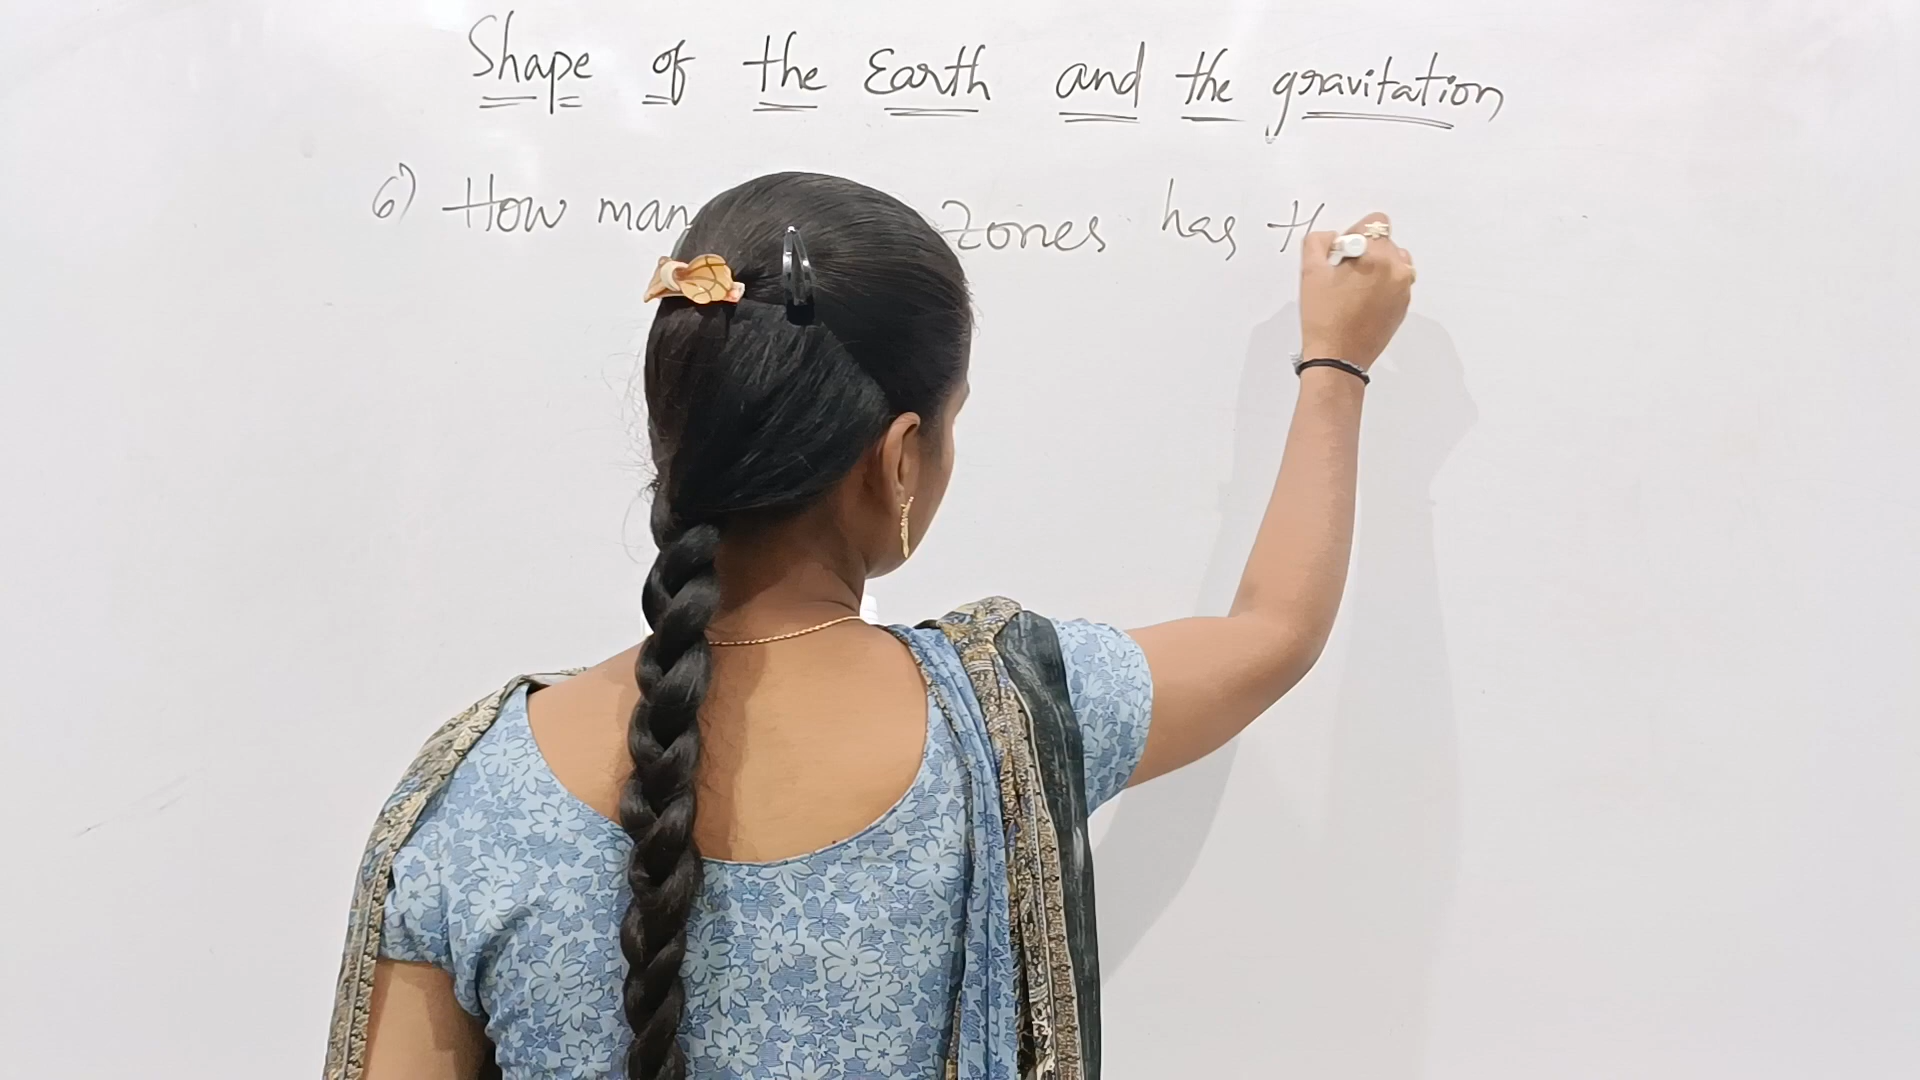 Shape of the Earth and the gravitation
6) How man zones has th